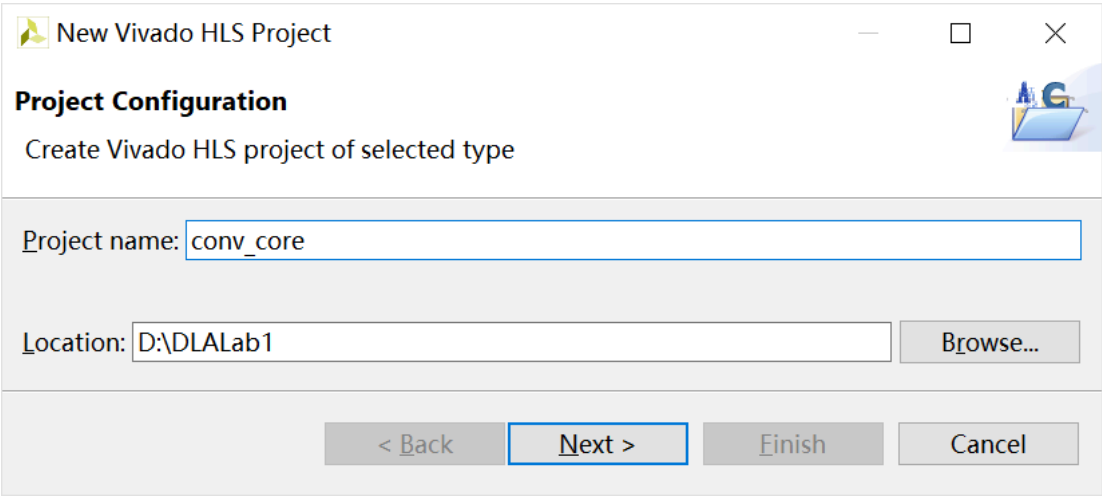 New Vivado HLS Project
Project Configuration
Create Vivado HLS project of selected type
Project name: conv_core
Location: D:\DLALab1 Browse...
< Back Next > Finish Cancel